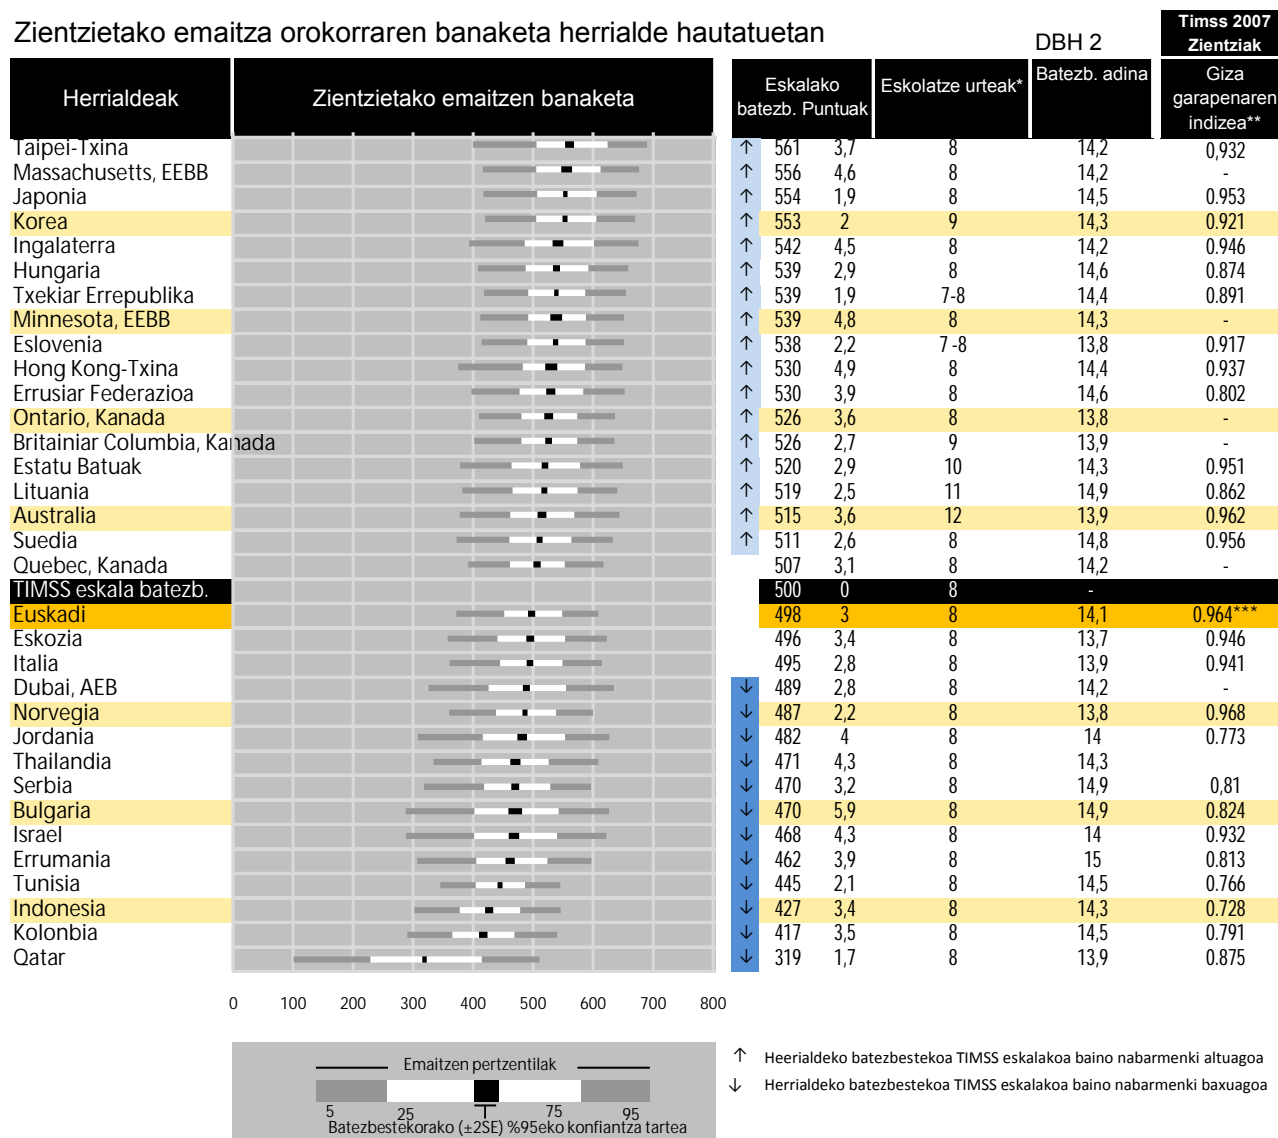 Zientzietako emaitza orokorraren banaketa herrialde hautatuetan
DBH 2
Timss 2007 Zientziak
Herrialdeak Zientzietako emaitzen banaketa Eskalako batezb. Puntuak Eskolatze urteak* Batezb. adina Giza garapenaren indizea**
Taipei-Txina ↑ 561 3,7 8 14,2 0,932
Massachusetts, EEBB ↑ 556 4,6 8 14,2 -
Japonia ↑ 554 1,9 8 14,5 0.953
Korea ↑ 553 2 9 14,3 0.921
Ingalaterra ↑ 542 4,5 8 14,2 0.946
Hungaria ↑ 539 2,9 8 14,6 0.874
Txekiar Errepublika ↑ 539 1,9 7-8 14,4 0.891
Minnesota, EEBB ↑ 539 4,8 8 14,3 -
Eslovenia ↑ 538 2,2 7 -8 13,8 0.917
Hong Kong-Txina ↑ 530 4,9 8 14,4 0.937
Errusiar Federazioa ↑ 530 3,9 8 14,6 0.802
Ontario, Kanada ↑ 526 3,6 8 13,8 -
Britainiar Columbia, Kanada ↑ 526 2,7 9 13,9 -
Estatu Batuak ↑ 520 2,9 10 14,3 0.951
Lituania ↑ 519 2,5 11 14,9 0.862
Australia ↑ 515 3,6 12 13,9 0.962
Suedia ↑ 511 2,6 8 14,8 0.956
Quebec, Kanada 507 3,1 8 14,2 -
TIMSS eskala batezb. 500 0 8 -
Euskadi 498 3 8 14,1 0.964***
Eskozia 496 3,4 8 13,7 0.946
Italia 495 2,8 8 13,9 0.941
Dubai, AEB ↓ 489 2,8 8 14,2 -
Norvegia ↓ 487 2,2 8 13,8 0.968
Jordania ↓ 482 4 8 14 0.773
Thailandia ↓ 471 4,3 8 14,3
Serbia ↓ 470 3,2 8 14,9 0,81
Bulgaria ↓ 470 5,9 8 14,9 0.824
Israel ↓ 468 4,3 8 14 0.932
Errumania ↓ 462 3,9 8 15 0.813
Tunisia ↓ 445 2,1 8 14,5 0.766
Indonesia ↓ 427 3,4 8 14,3 0.728
Kolonbia ↓ 417 3,5 8 14,5 0.791
Qatar ↓ 319 1,7 8 13,9 0.875
0 100 200 300 400 500 600 700 800
Emaitzen pertzentilak
5 25 75 95
Batezbestekorako (±2SE) %95eko konfiantza tartea
↑ Heerialdeko batezbestekoa TIMSS eskalakoa baino nabarmenki altuagoa
↓ Herrialdeko batezbestekoa TIMSS eskalakoa baino nabarmenki baxuagoa